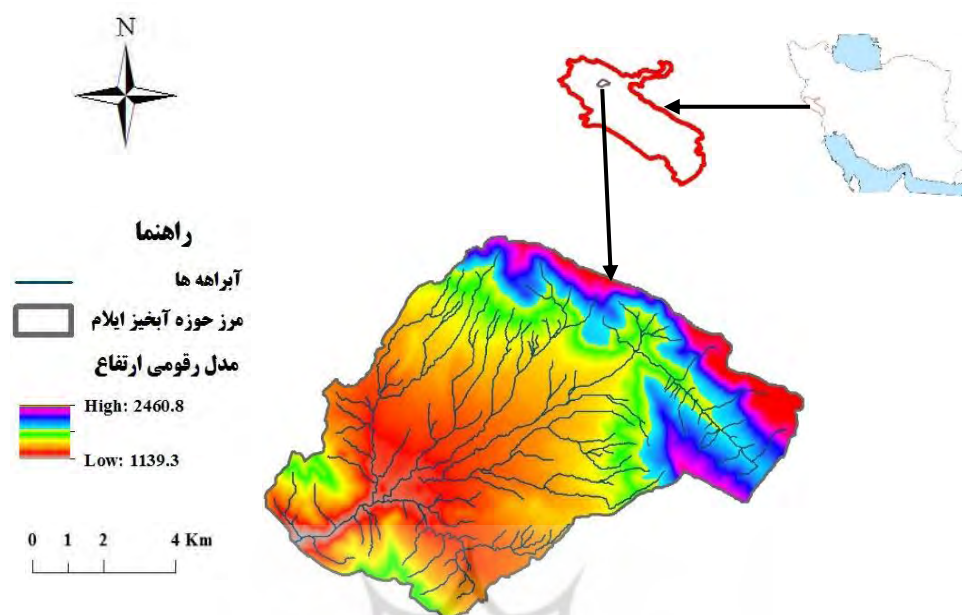 N
راهنما
آبراهه ها
مرز حوزه آبخیز ایلام
مدل رقومی ارتفاع
High: 2460.8
Low: 1139.3
0 1 2 4 Km